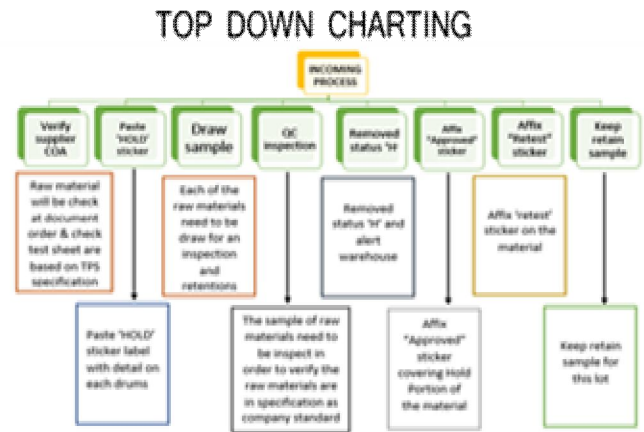 TOP DOWN CHARTING
INCOMING
PROCESS
Verify
supplier
COA
Paste
'HOLD'
sticker
Draw
sample
QC
inspection
Removed
status 'H
Affix
"Approved"
sticker
Affix
"Retest"
sticker
Keep
retain
sample
Raw material
will be check
at document
order & check
test sheet are
based on TPS
specification
Each of the
raw materials
need to be
draw for an
inspection
and
retentions
Removed
status 'H' and
alert
warehouse
Affix 'retest'
sticker on the
material
Paste 'HOLD'
sticker label
with detail on
each drums
The sample of raw
materials need to
be inspect in
order to verify the
raw materials are
in specification as
company standard
Affix
"Approved"
sticker
covering Hold
Portion of
the material
Keep retain
sample for
this lot